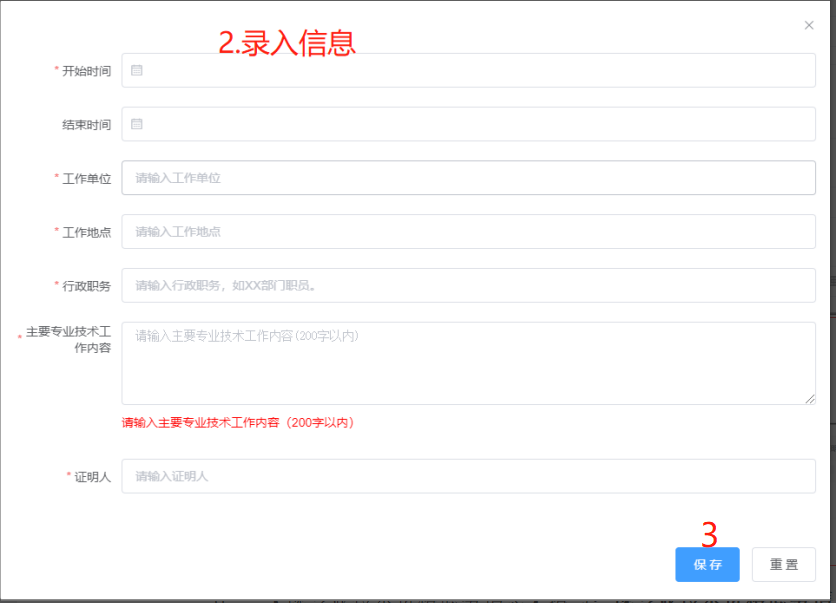 2.录入信息
* 开始时间
结束时间
* 工作单位 请输入工作单位
* 工作地点 请输入工作地点
* 行政职务 请输入行政职务，如XX部门职员。
* 主要专业技术工
作内容
请输入主要专业技术工作内容(200字以内)
请输入主要专业技术工作内容（200字以内）
* 证明人 请输入证明人
3
保存 重置